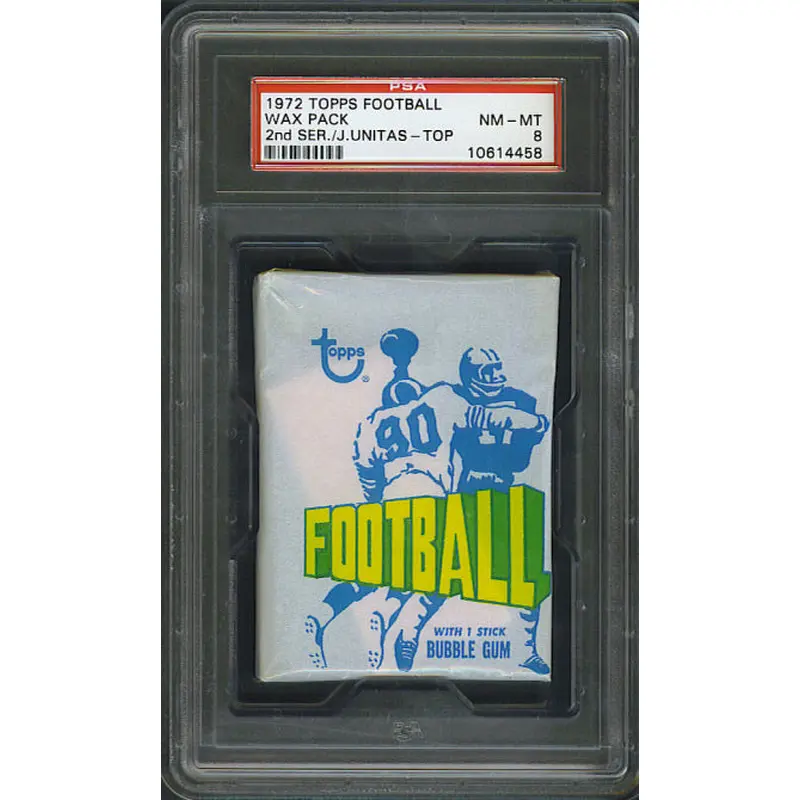 PSA
1972 TOPPS FOOTBALL
WAX PACK NM-MT
2nd SER./J.UNITAS-TOP 8
10614458
topps
®
90
17
FOOTBALL
WITH 1 STICK
BUBBLE GUM